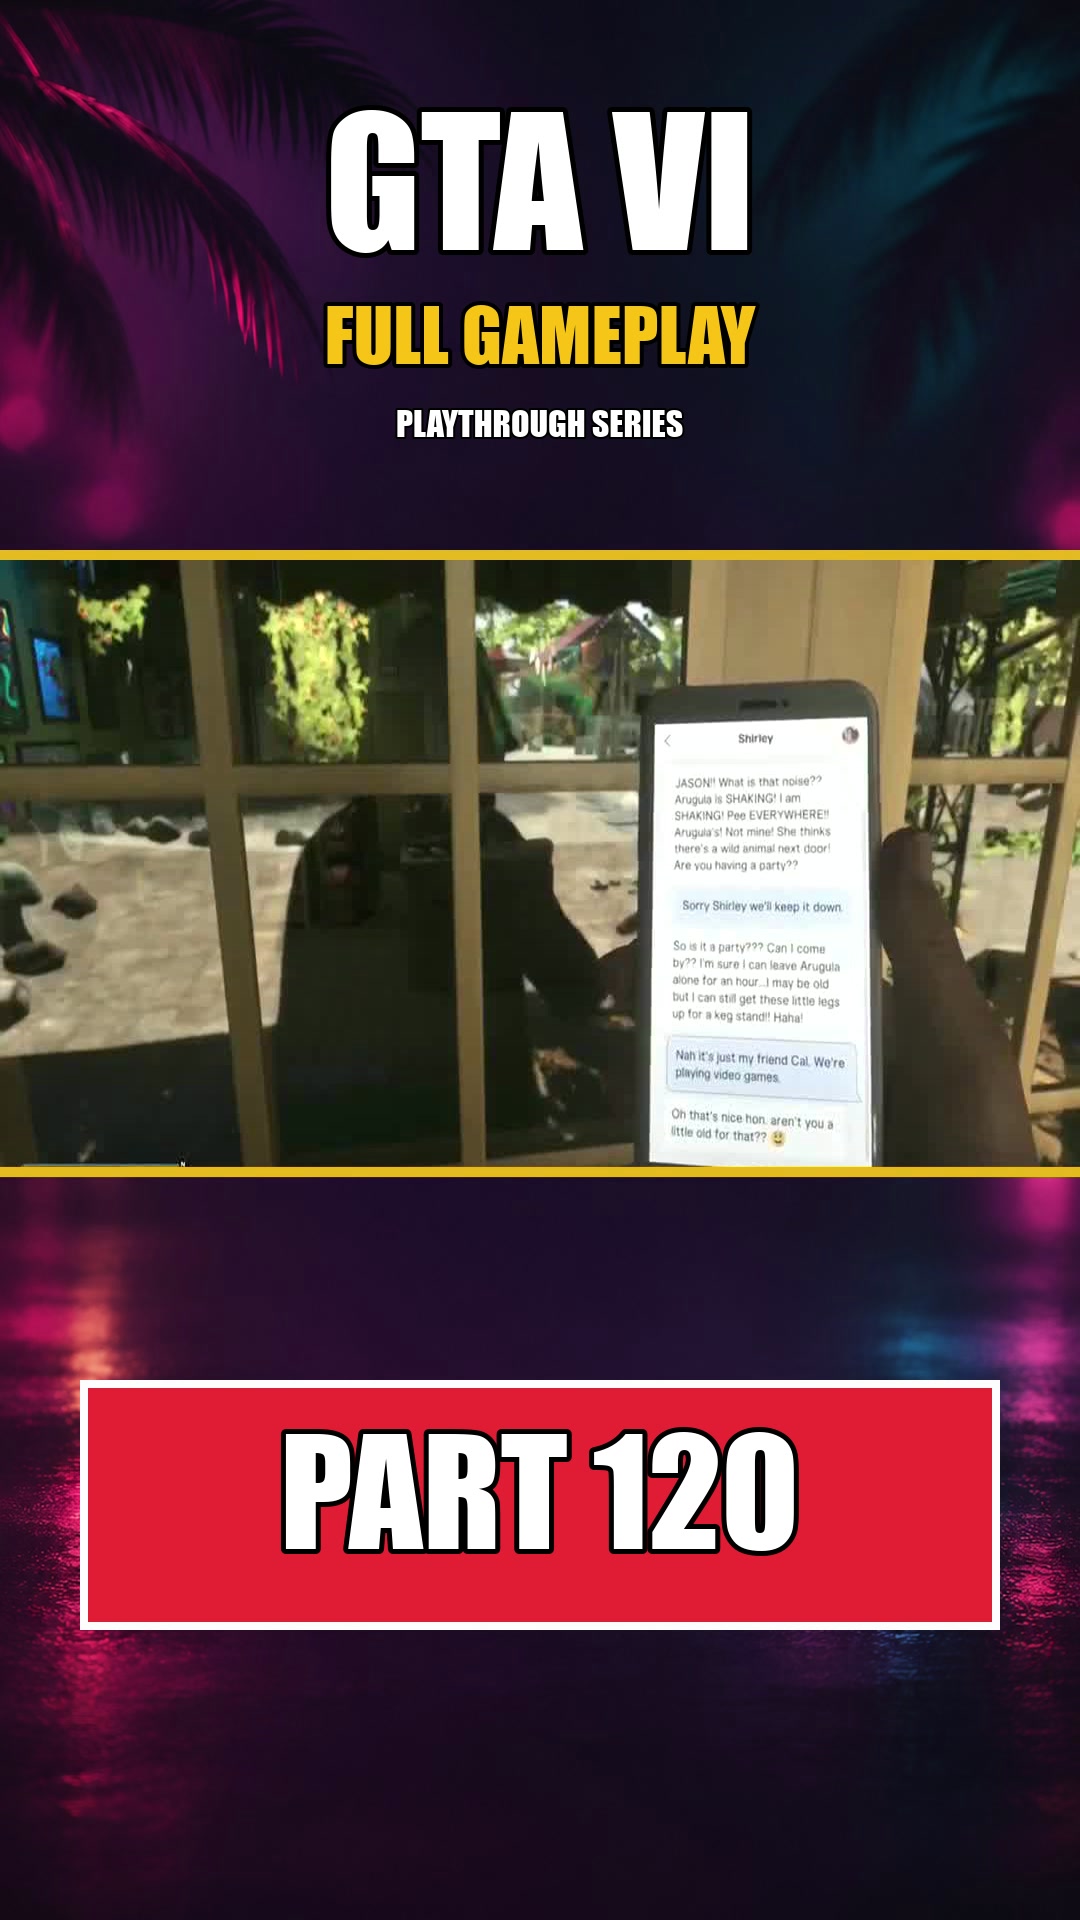 GTA VI
FULL GAMEPLAY
PLAYTHROUGH SERIES
Shirley
JASON!! What is that noise??
Arugula is SHAKING! I am
SHAKING! Pee EVERYWHERE!!
Arugula's! Not mine! She thinks
there's a wild animal next door!
Are you having a party??
Sorry Shirley we'll keep it down.
So is it a party??? Can I come
by?? I'm sure I can leave Arugula
alone for an hour...I may be old
but I can still get these little legs
up for a keg stand!! Haha!
Nah it's just my friend Cal. We're
playing video games.
Oh that's nice hon. aren't you a
little old for that?? 😃
N
PART 120